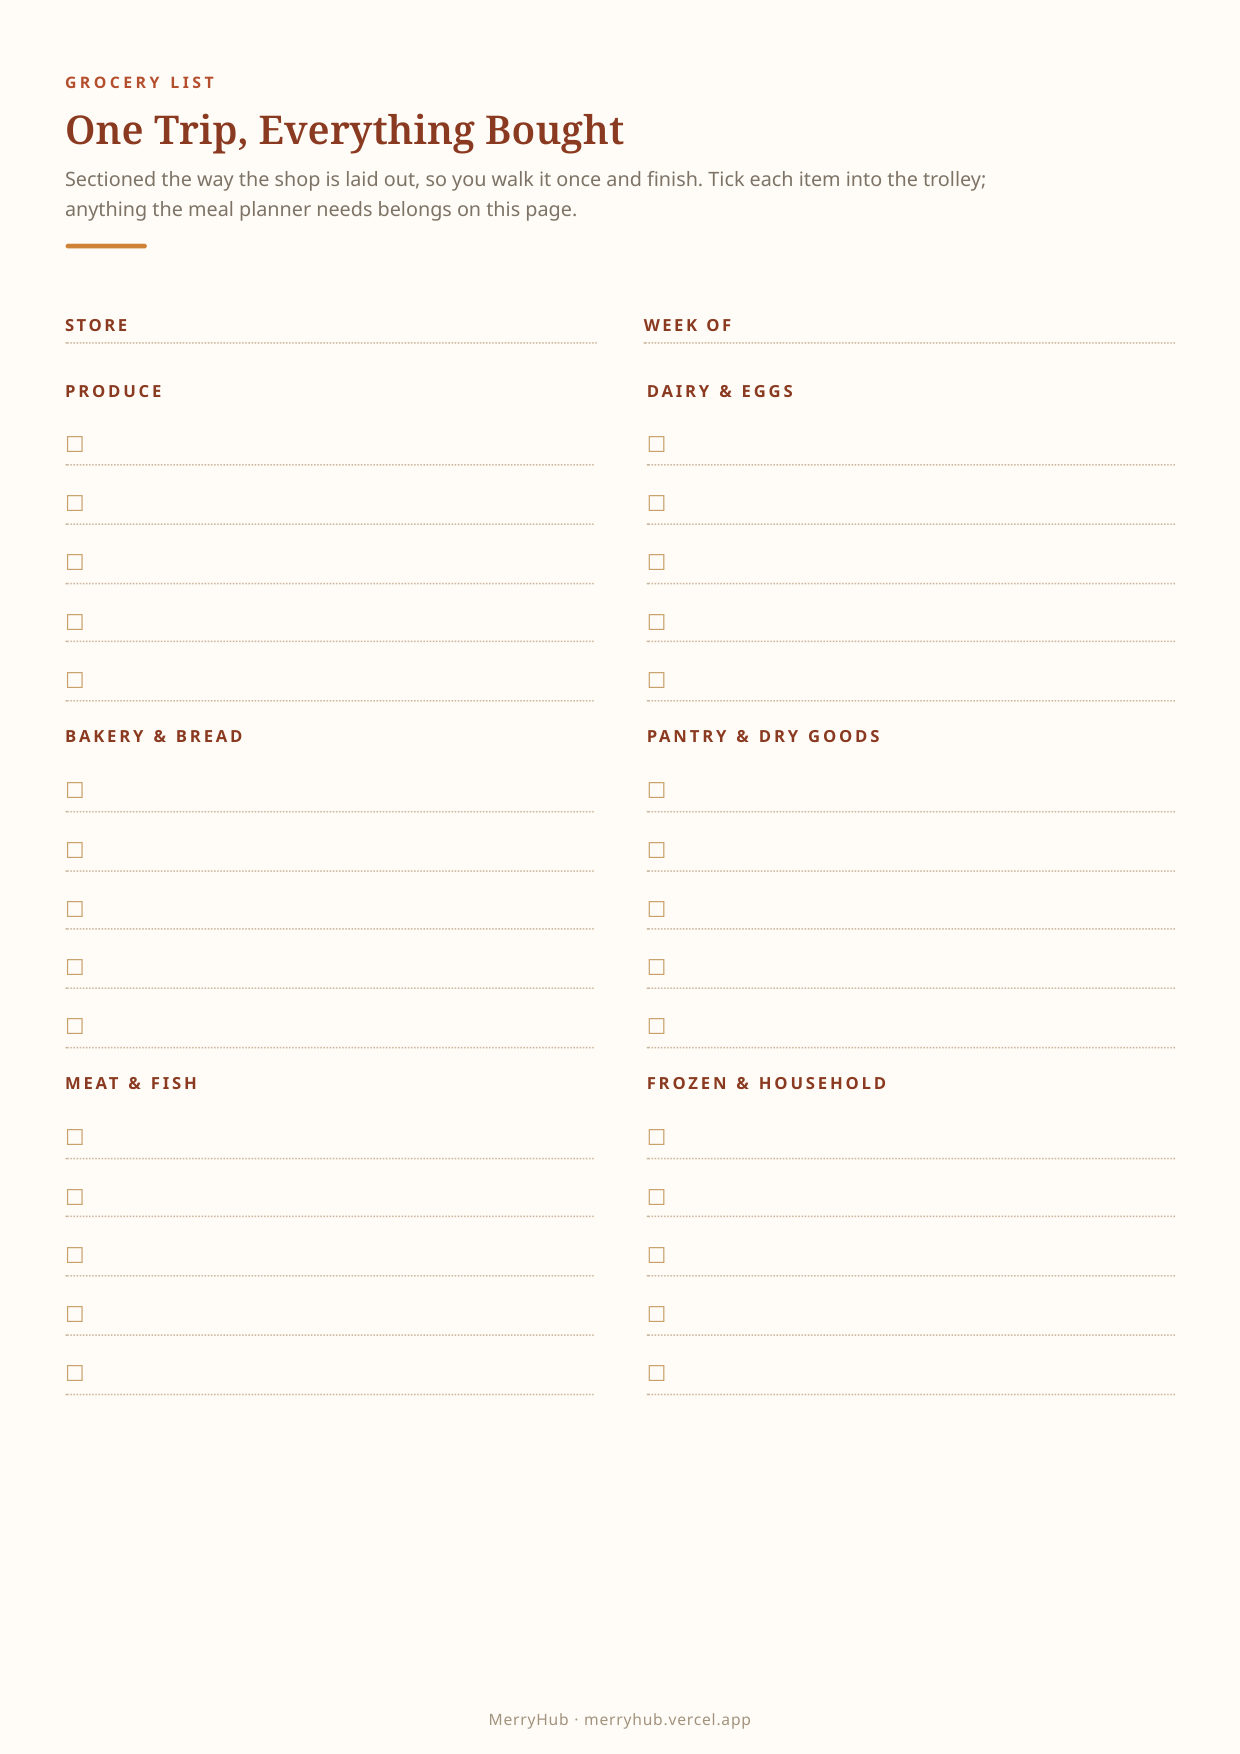 GROCERY LIST
One Trip, Everything Bought
Sectioned the way the shop is laid out, so you walk it once and finish. Tick each item into the trolley;
anything the meal planner needs belongs on this page.
STORE
WEEK OF
PRODUCE
DAIRY & EGGS
BAKERY & BREAD
PANTRY & DRY GOODS
MEAT & FISH
FROZEN & HOUSEHOLD
MerryHub · merryhub.vercel.app